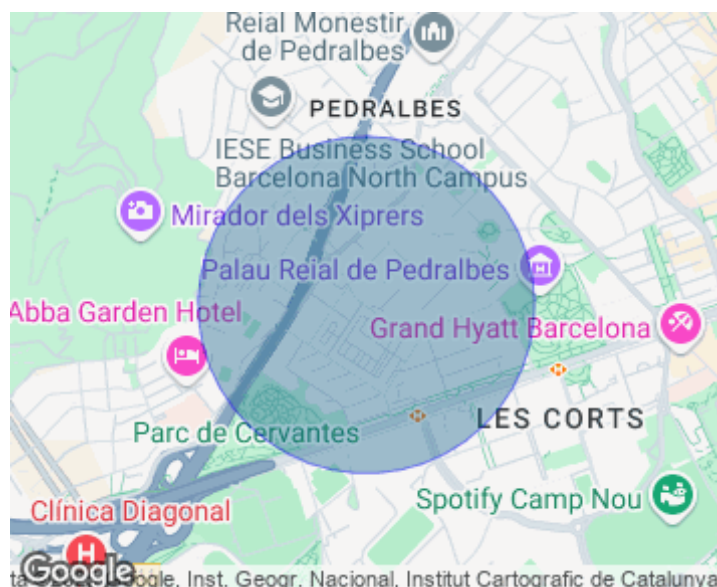 Reial Monestir
de Pedralbes
PEDRALBES
IESE Business School
Barcelona North Campus
Mirador dels Xiprers
Palau Reial de Pedralbes
Abba Garden Hotel
Grand Hyatt Barcelona
LES CORTS
Parc de Cervantes
Spotify Camp Nou
Clínica Diagonal
H
Google
Inst. Geogr. Nacional, Institut Cartografic de Catalunya